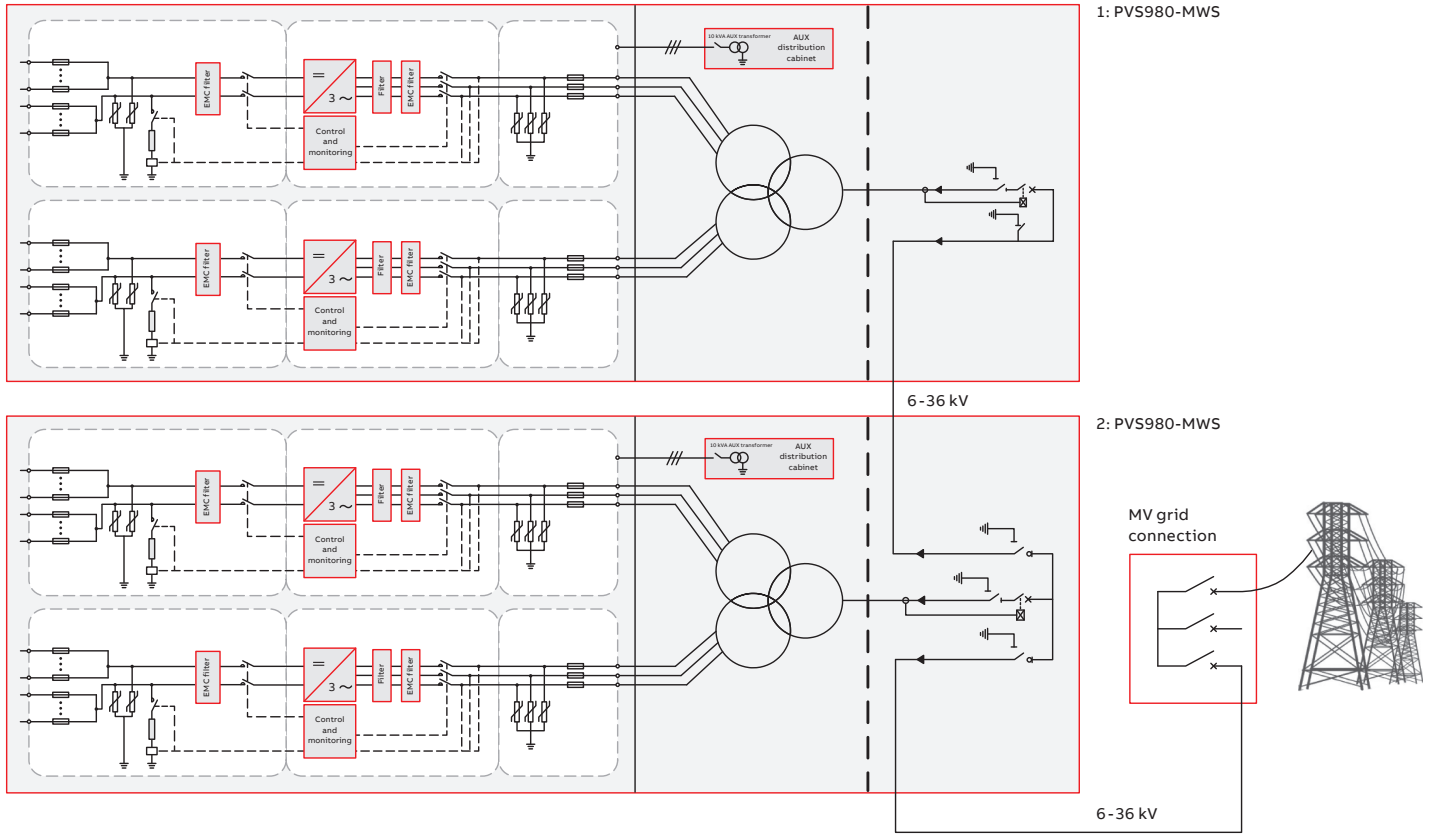 1: PVS980-MWS
10 kVA AUX transformer
AUX
distribution
cabinet
EMC filter
=
3 ~
Filter
EMC filter
Control
and
monitoring
EMC filter
=
3 ~
Filter
EMC filter
Control
and
monitoring
6-36 kV
2: PVS980-MWS
10 kVA AUX transformer
AUX
distribution
cabinet
EMC filter
=
3 ~
Filter
EMC filter
Control
and
monitoring
MV grid
connection
EMC filter
=
3 ~
Filter
EMC filter
Control
and
monitoring
6-36 kV